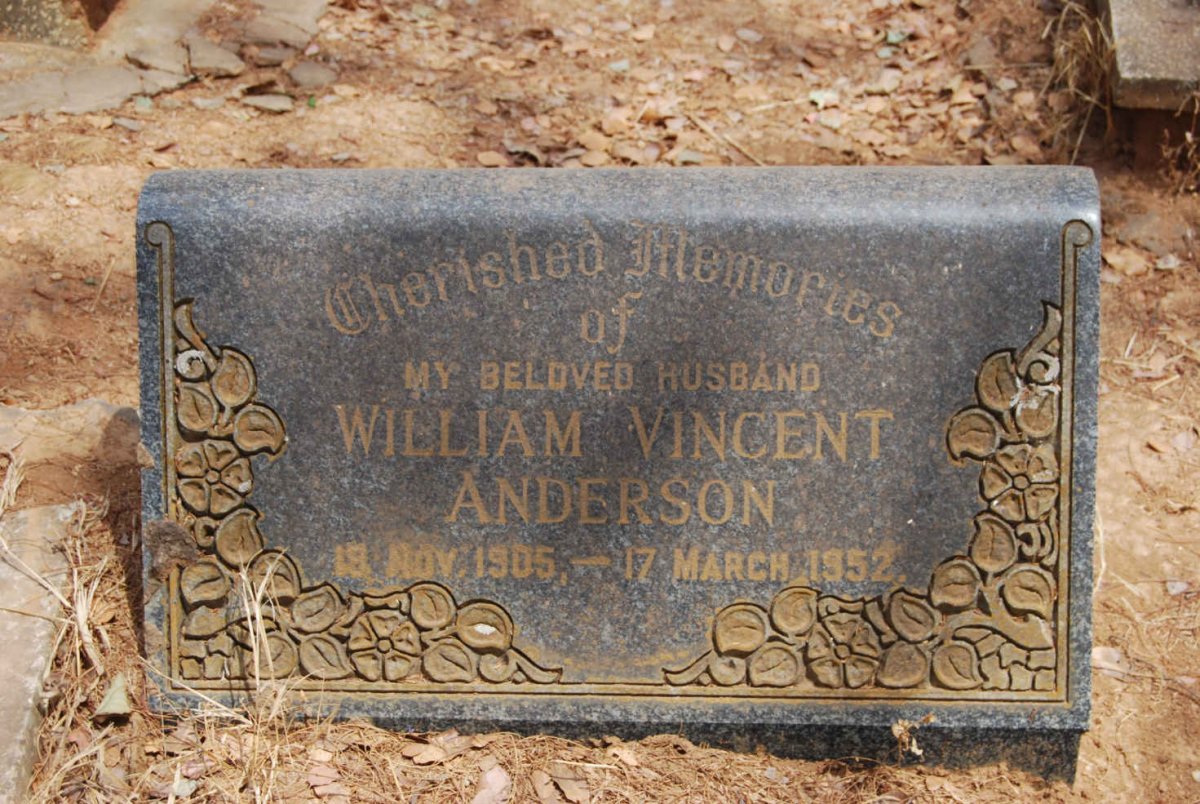 Cherished Memories
of
MY BELOVED HUSBAND
WILLIAM VINCENT
ANDERSON
18 NOV, 1905, — 17 MARCH 1952.